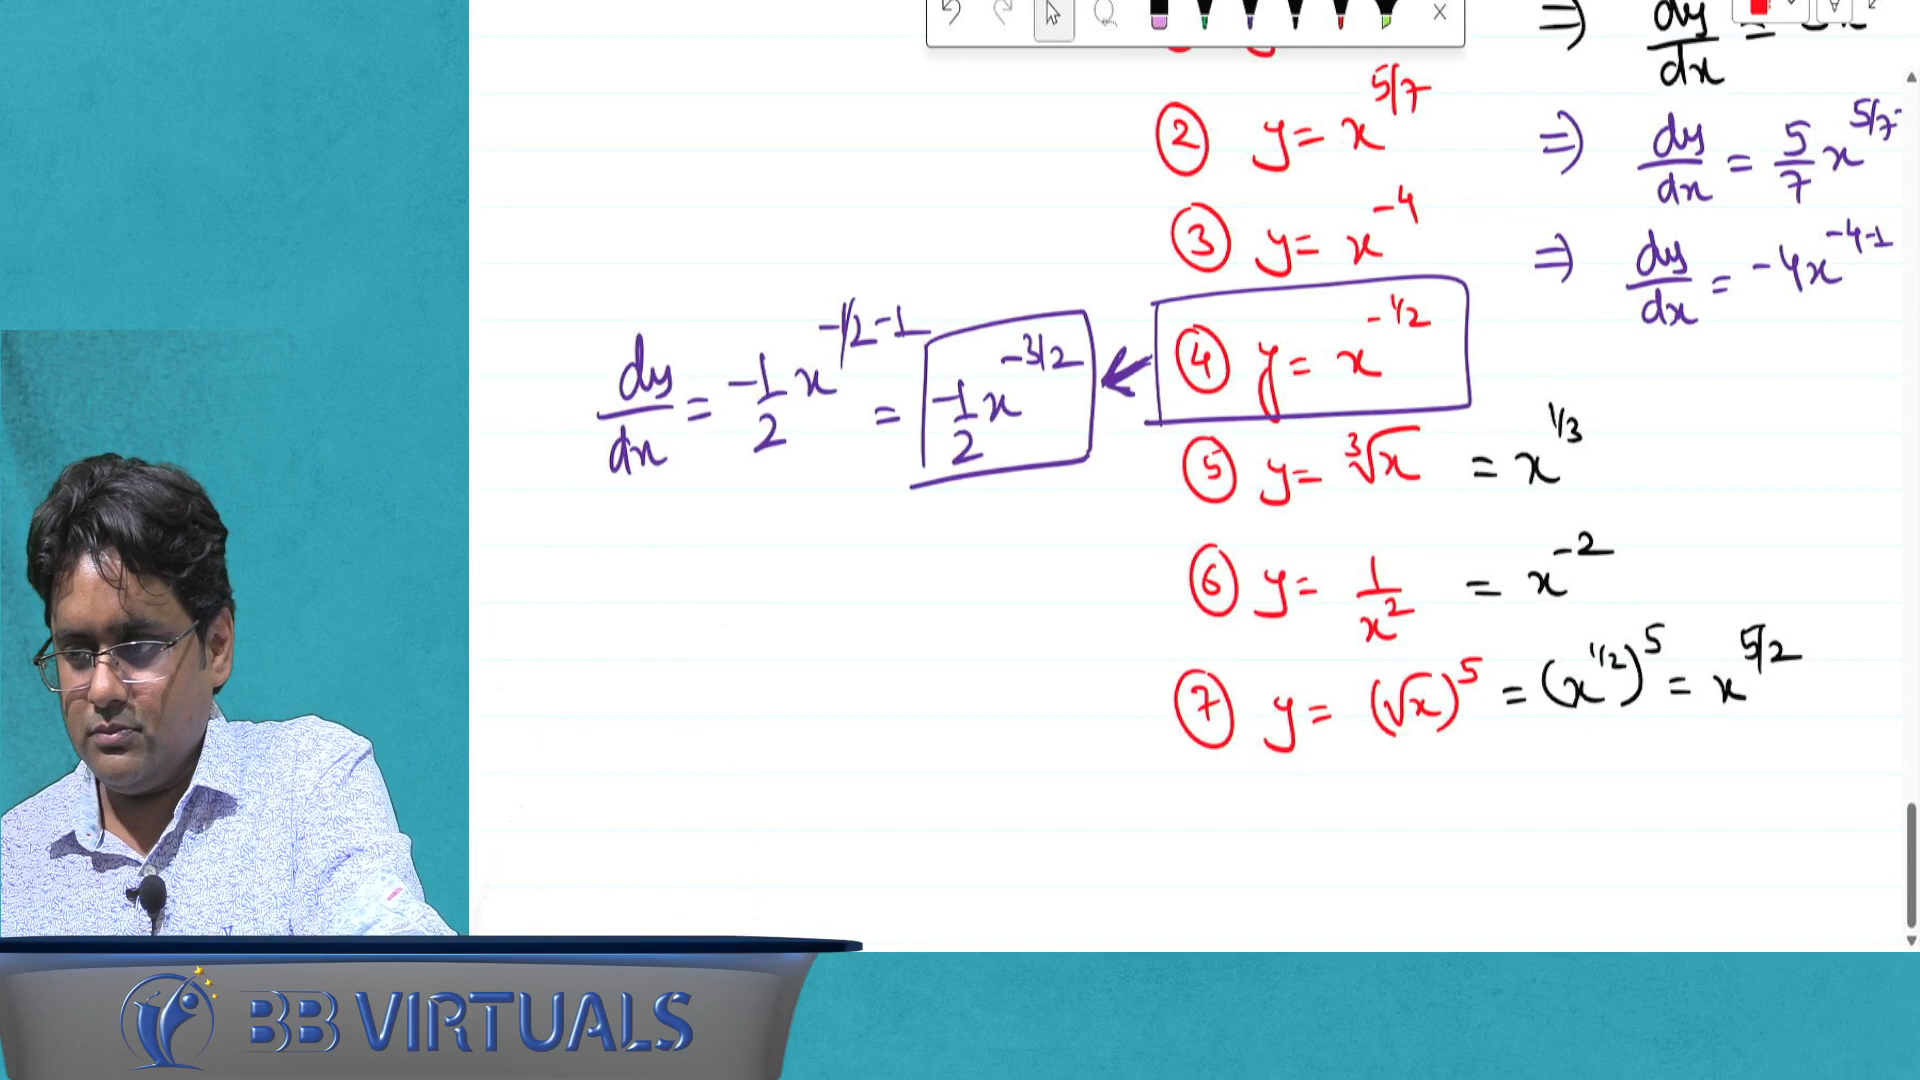 ⇒ dy/dx =
② y = x^5/7 ⇒ dy/dx = 5/7 x^5/7-
③ y = x^-4 ⇒ dy/dx = -4x^-4-1
④ y = x^-1/2
dy/dx = -1/2 x^-1/2-1 = -1/2 x^-3/2
⑤ y = ∛x = x^1/3
⑥ y = 1/x^2 = x^-2
⑦ y = (√x)^5 = (x^1/2)^5 = x^5/2
BB VIRTUALS